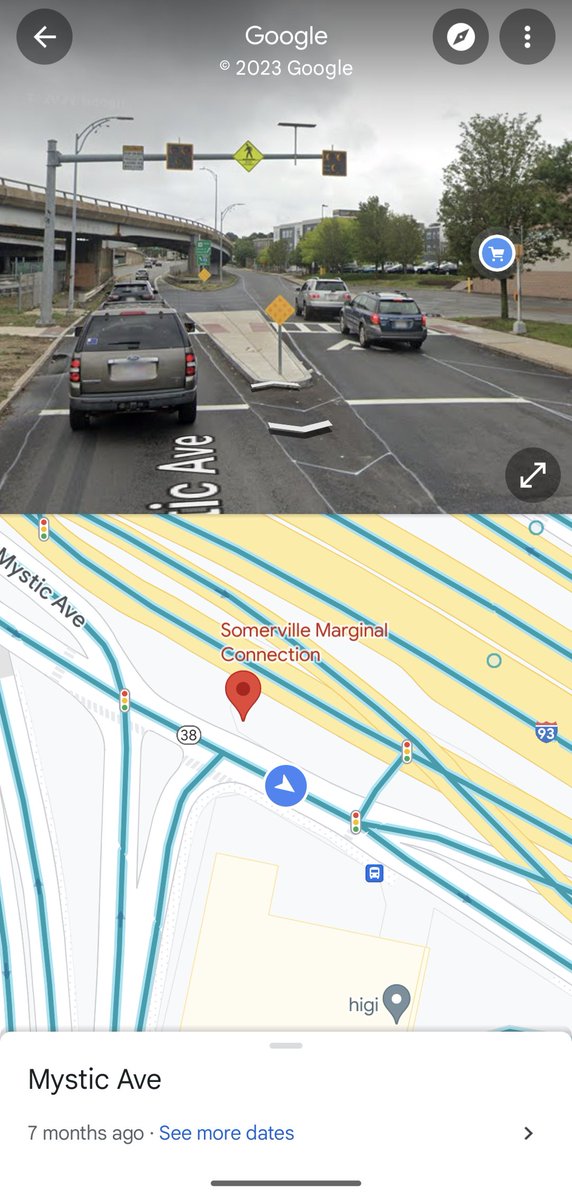 Google
© 2023 Google
ic Ave
Mystic Ave
Somerville Marginal
Connection
38
93
higi
Mystic Ave
7 months ago · See more dates